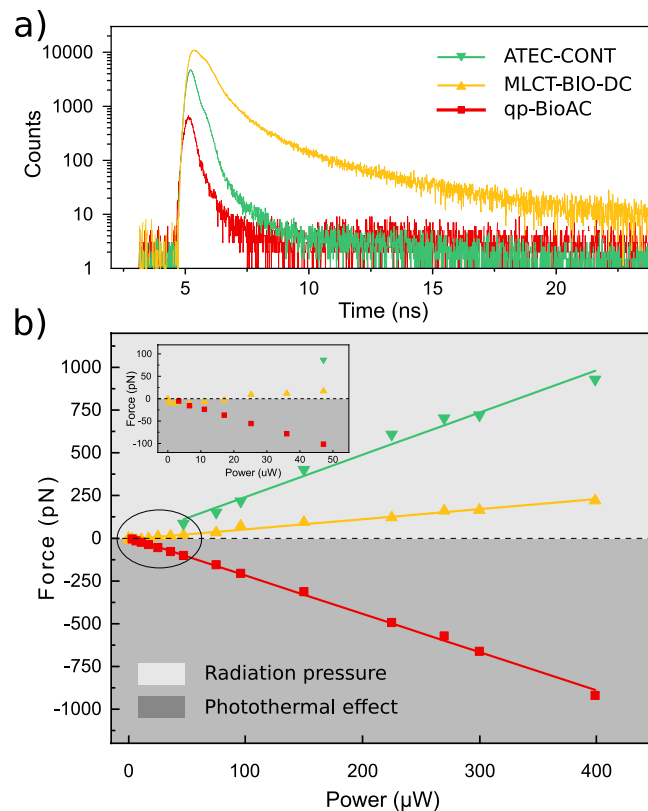 a)
10000
1000
100
10
1
Counts
ATEC-CONT
MLCT-BIO-DC
qp-BioAC
5
10
15
20
Time (ns)
b)
1000
750
500
250
0
-250
-500
-750
-1000
Force (pN)
100
50
0
-50
-100
Force (pN)
0
10
20
30
40
50
Power (uW)
Radiation pressure
Photothermal effect
0
100
200
300
400
Power (µW)